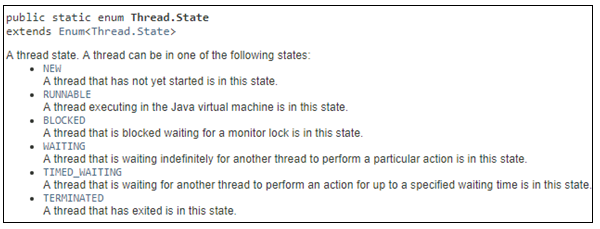 public static enum Thread.State
extends Enum<Thread.State>
A thread state. A thread can be in one of the following states:
• NEW
A thread that has not yet started is in this state.
• RUNNABLE
A thread executing in the Java virtual machine is in this state.
• BLOCKED
A thread that is blocked waiting for a monitor lock is in this state.
• WAITING
A thread that is waiting indefinitely for another thread to perform a particular action is in this state.
• TIMED_WAITING
A thread that is waiting for another thread to perform an action for up to a specified waiting time is in this state.
• TERMINATED
A thread that has exited is in this state.